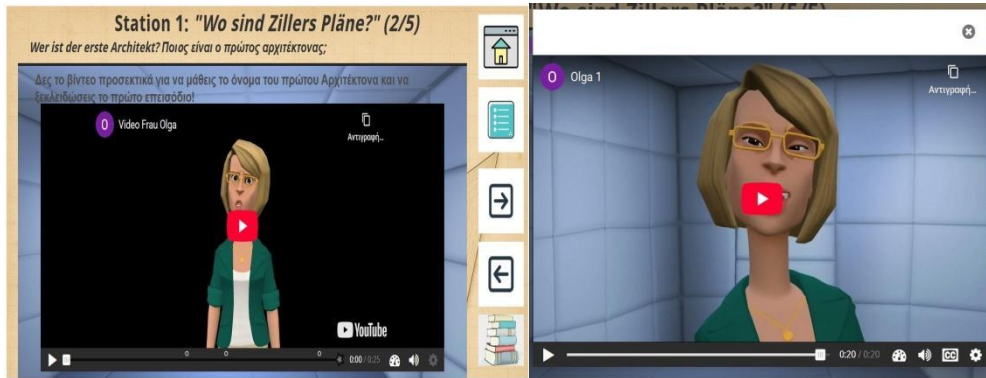 Station 1: "Wo sind Zillers Pläne?" (2/5)
Wer ist der erste Architekt? Ποιος είναι ο πρώτος αρχιτέκτονας;
Δες το βίντεο προσεκτικά για να μάθεις το όνομα του πρώτου Αρχιτέκτονα και να
ξεκλειδώσεις το πρώτο επεισόδιο!
O Video Frau Olga
Αντιγραφή...
YouTube
0:00 / 0:25
"Wo sind Zillers Pläne?" (5/5)
O Olga 1
Αντιγραφή...
0:20 / 0:20
CC